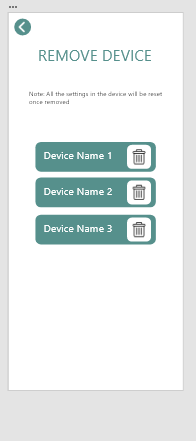 REMOVE DEVICE
Note: All the settings in the device will be reset
once removed
Device Name 1
Device Name 2
Device Name 3